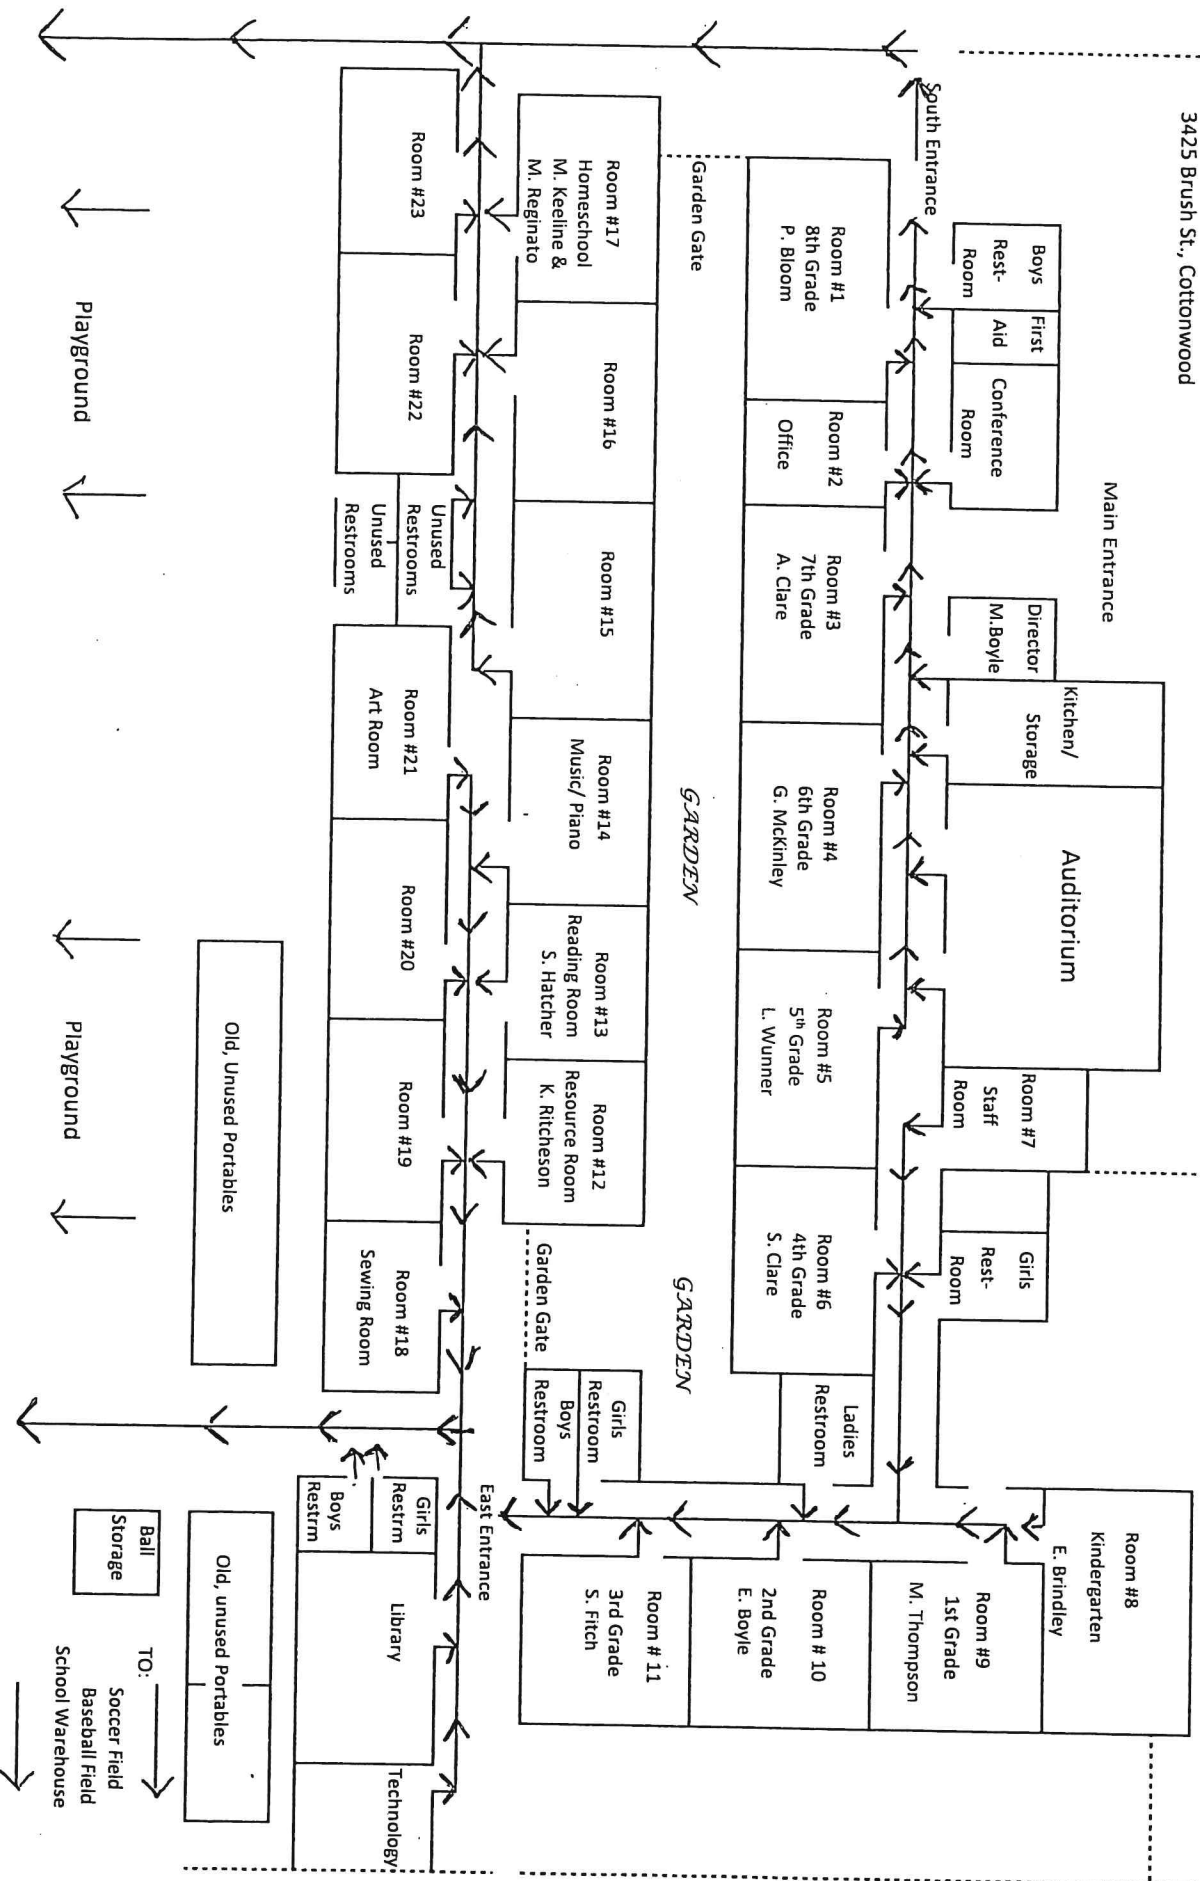 3425 Brush St., Cottonwood
Main Entrance
South Entrance
Boys
Rest-
Room
First
Aid
Conference
Room
Director
M.Boyle
Kitchen/
Storage
Auditorium
Room #7
Staff
Room
Girls
Rest-
Room
Room #8
Kindergarten
E. Brindley
Room #1
8th Grade
P. Bloom
Room #2
Office
Room #3
7th Grade
A. Clare
Room #4
6th Grade
G. McKinley
Room #5
5th Grade
L. Wunner
Room #6
4th Grade
S. Clare
Ladies
Restroom
Room #9
1st Grade
M. Thompson
Room # 10
2nd Grade
E. Boyle
Room # 11
3rd Grade
S. Fitch
Garden Gate
GARDEN
GARDEN
Girls
Restroom
Boys
Restroom
Garden Gate
East Entrance
Room #17
Homeschool
M. Keeline &
M. Reginato
Room #16
Room #15
Room #14
Music/ Piano
Room #13
Reading Room
S. Hatcher
Room #12
Resource Room
K. Ritcheson
Room #23
Room #22
Unused
Restrooms
Unused
Restrooms
Room #21
Art Room
Room #20
Room #19
Room #18
Sewing Room
Girls
Restrm
Boys
Restrm
Library
Technology
Old, Unused Portables
Old, unused Portables
Playground
Playground
Ball
Storage
TO:
Soccer Field
Baseball Field
School Warehouse